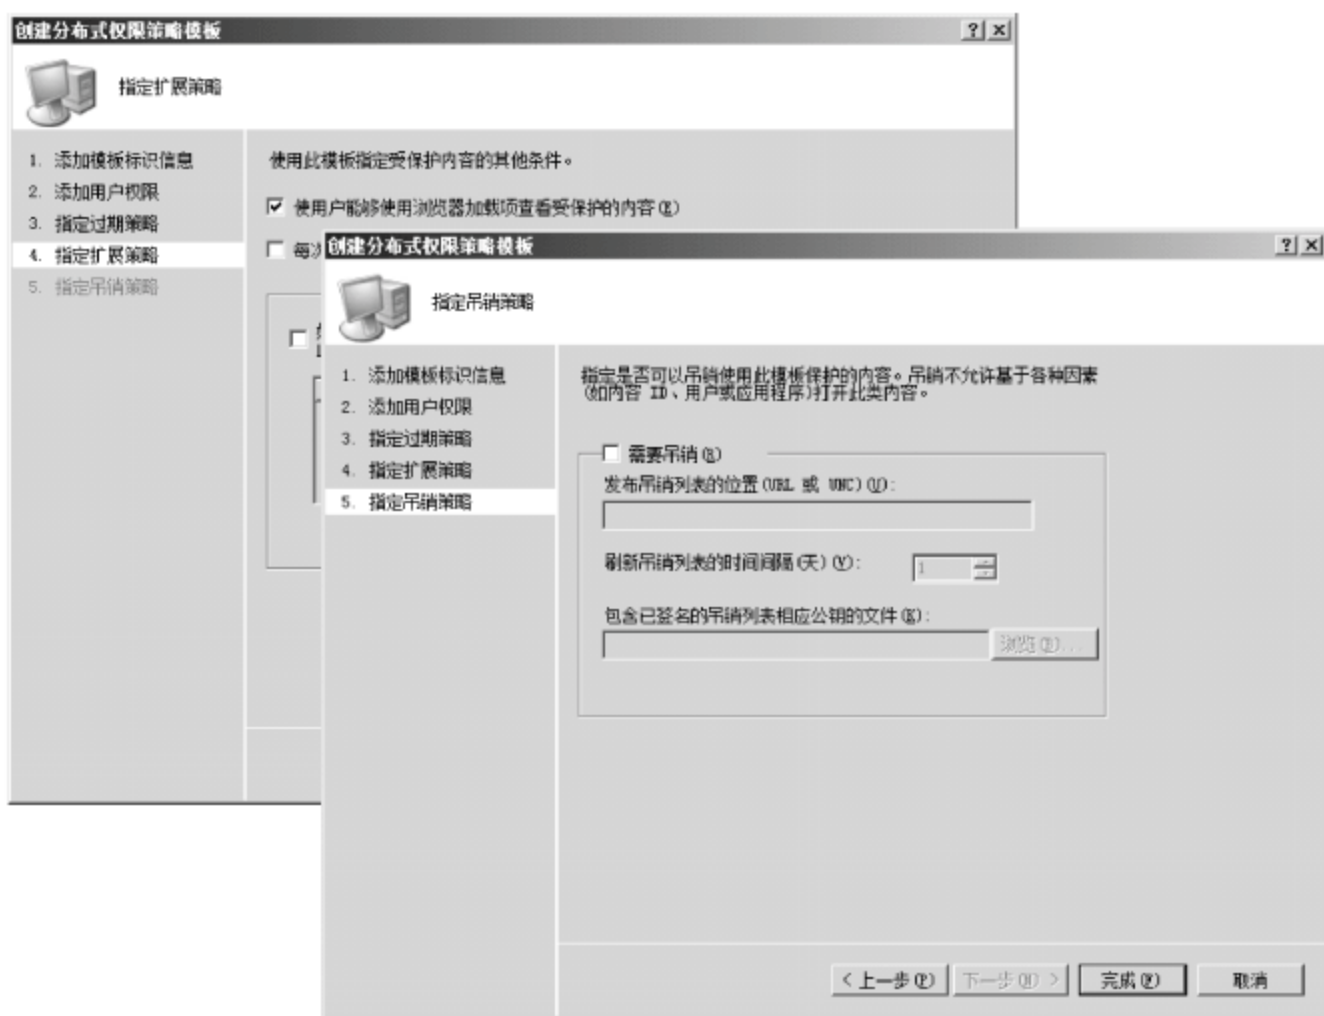 创建分布式权限策略模板
指定扩展策略
1. 添加模板标识信息
2. 添加用户权限
3. 指定过期策略
4. 指定扩展策略
5. 指定吊销策略
使用此模板指定受保护内容的其他条件。
使用户能够使用浏览器加载项查看受保护的内容(E)
每次
创建分布式权限策略模板
指定吊销策略
1. 添加模板标识信息
2. 添加用户权限
3. 指定过期策略
4. 指定扩展策略
5. 指定吊销策略
指定是否可以吊销使用此模板保护的内容。吊销不允许基于各种因素
(如内容 ID、用户或应用程序)打开此类内容。
需要吊销(R)
发布吊销列表的位置(URL 或 UNC)(U):
刷新吊销列表的时间间隔(天)(V):
1
包含已签名的吊销列表相应公钥的文件(K):
浏览(B)...
< 上一步(P)
下一步(N) >
完成(F)
取消